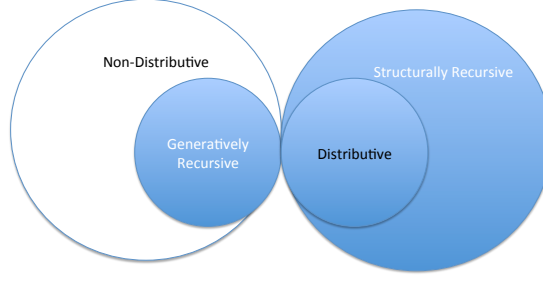 Non-Distributive
Structurally Recursive
Generatively
Recursive
Distributive